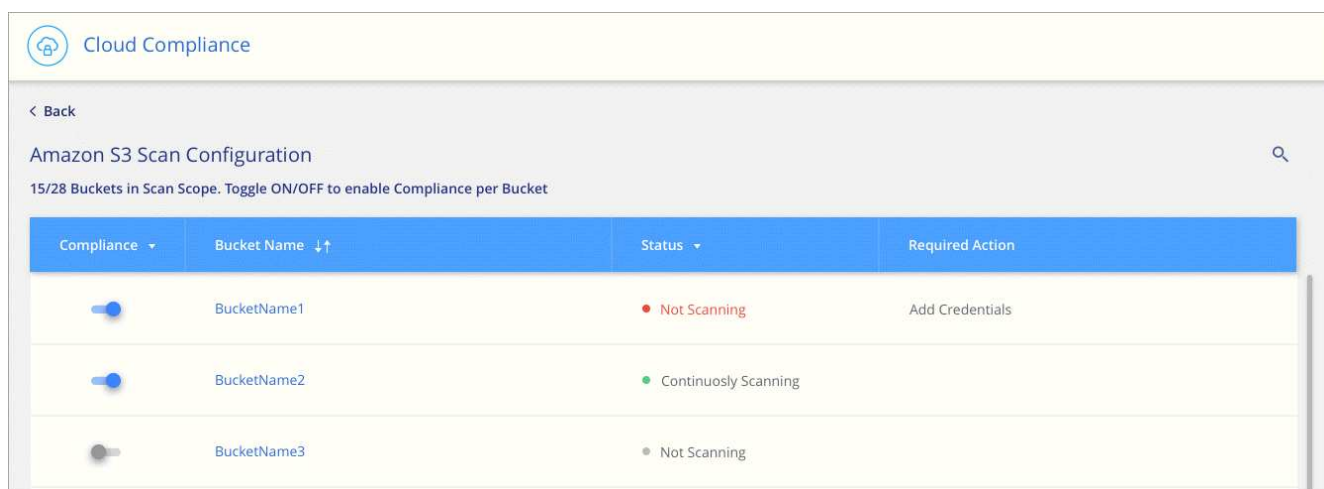 Cloud Compliance
< Back
Amazon S3 Scan Configuration
15/28 Buckets in Scan Scope. Toggle ON/OFF to enable Compliance per Bucket
Compliance Bucket Name Status Required Action
BucketName1 Not Scanning Add Credentials
BucketName2 Continuosly Scanning
BucketName3 Not Scanning